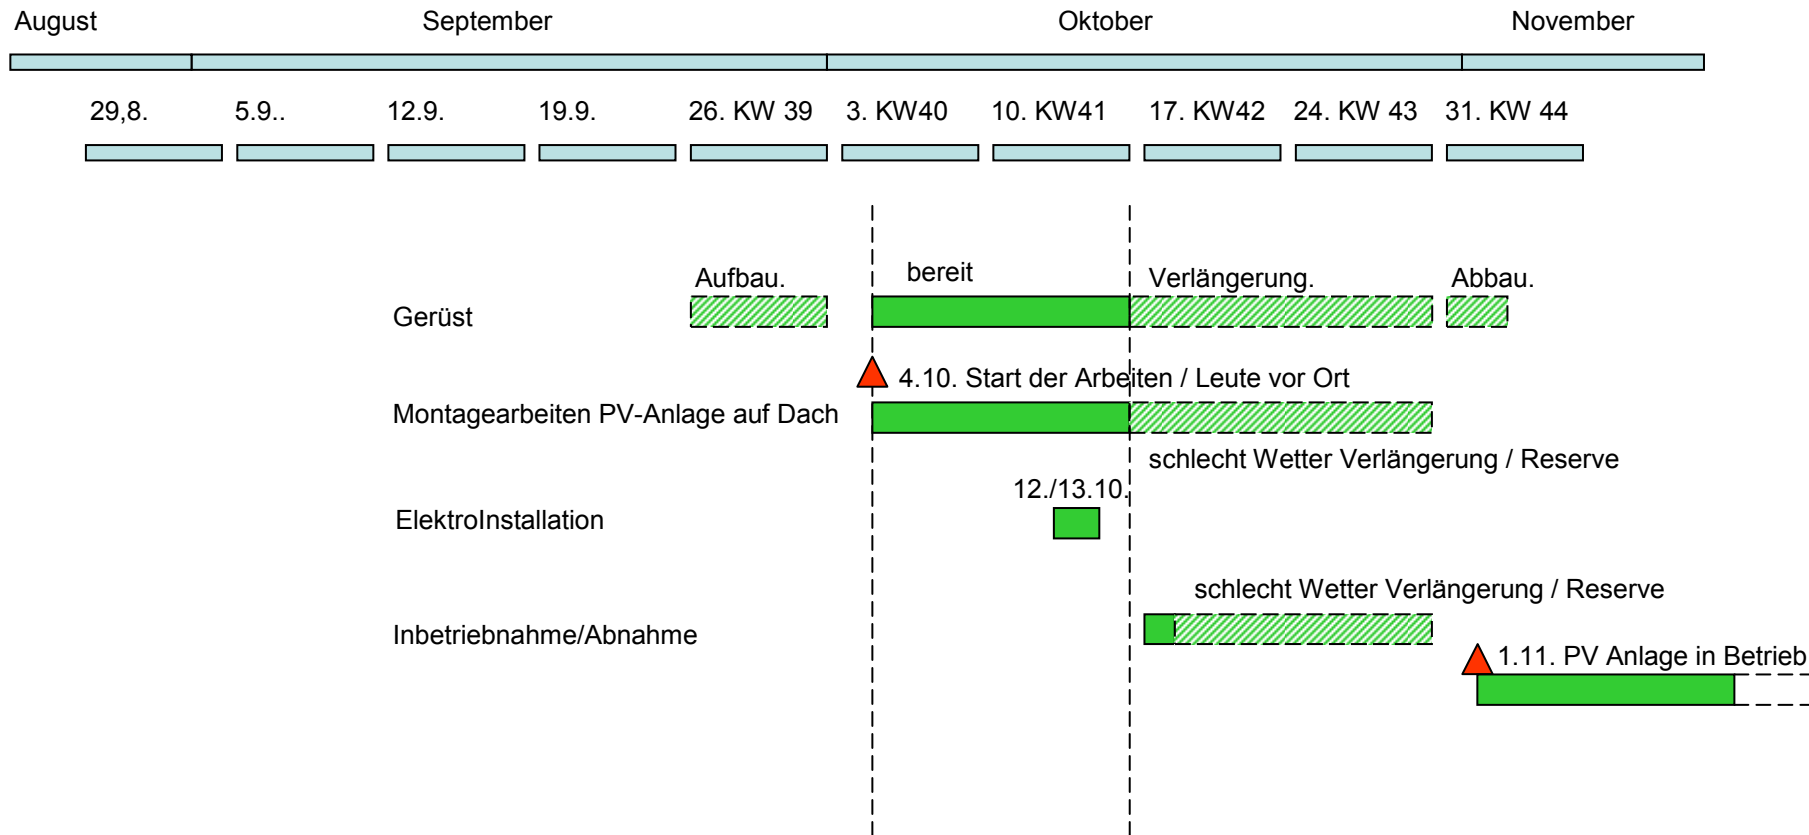 August September Oktober November
29,8. 5.9.. 12.9. 19.9. 26. KW 39 3. KW40 10. KW41 17. KW42 24. KW 43 31. KW 44
Aufbau. bereit Verlängerung. Abbau.
Gerüst
4.10. Start der Arbeiten / Leute vor Ort
Montagearbeiten PV-Anlage auf Dach
schlecht Wetter Verlängerung / Reserve
12./13.10.
ElektroInstallation
schlecht Wetter Verlängerung / Reserve
Inbetriebnahme/Abnahme
1.11. PV Anlage in Betrieb